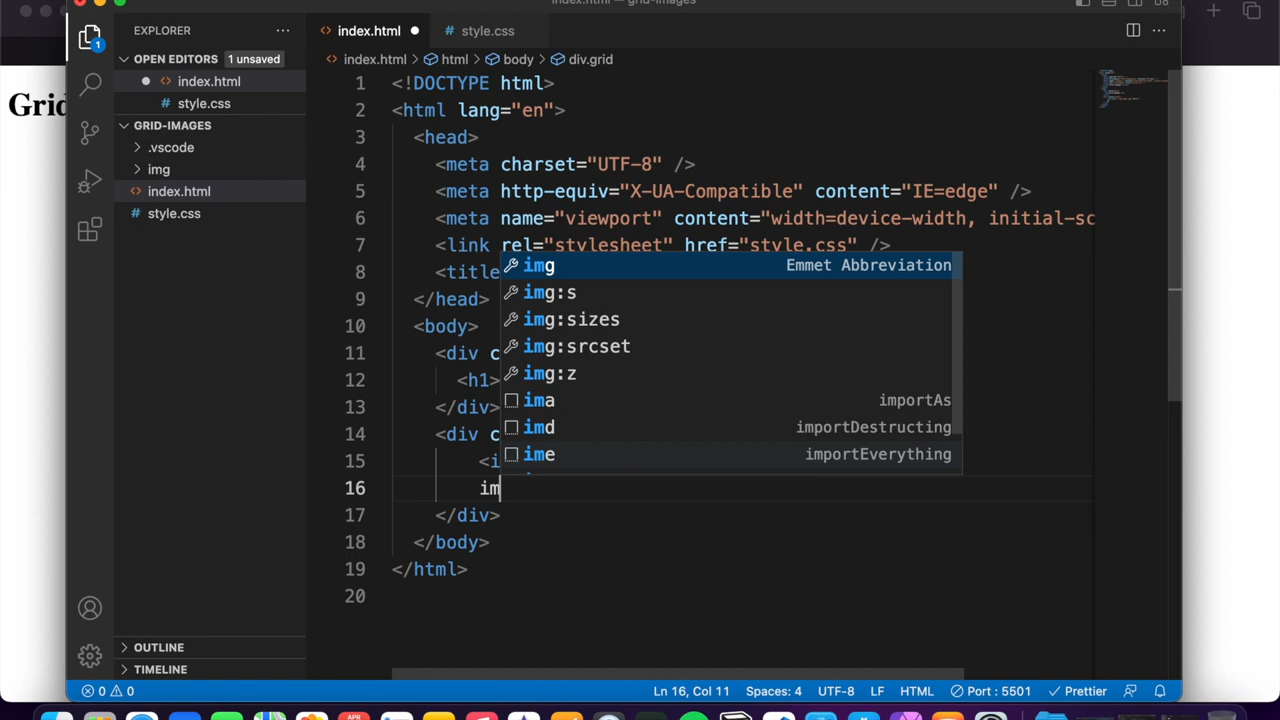 index.html — grid-images
EXPLORER
index.html
style.css
OPEN EDITORS 1 unsaved
index.html > html > body > div.grid
index.html
style.css
GRID-IMAGES
.vscode
img
index.html
style.css
OUTLINE
TIMELINE
1
Grid
1 <!DOCTYPE html>
2 <html lang="en">
3 <head>
4 <meta charset="UTF-8" />
5 <meta http-equiv="X-UA-Compatible" content="IE=edge" />
6 <meta name="viewport" content="width=device-width, initial-sc
7 <link rel="stylesheet" href="style.css" />
8 <title
9 </head>
10 <body>
11 <div c
12 <h1>
13 </div>
14 <div c
15 <i
16 im
17 </div>
18 </body>
19 </html>
20
img Emmet Abbreviation
img:s
img:sizes
img:srcset
img:z
ima importAs
imd importDestructing
ime importEverything
0 0
Ln 16, Col 11 Spaces: 4 UTF-8 LF HTML Port : 5501 Prettier
APR